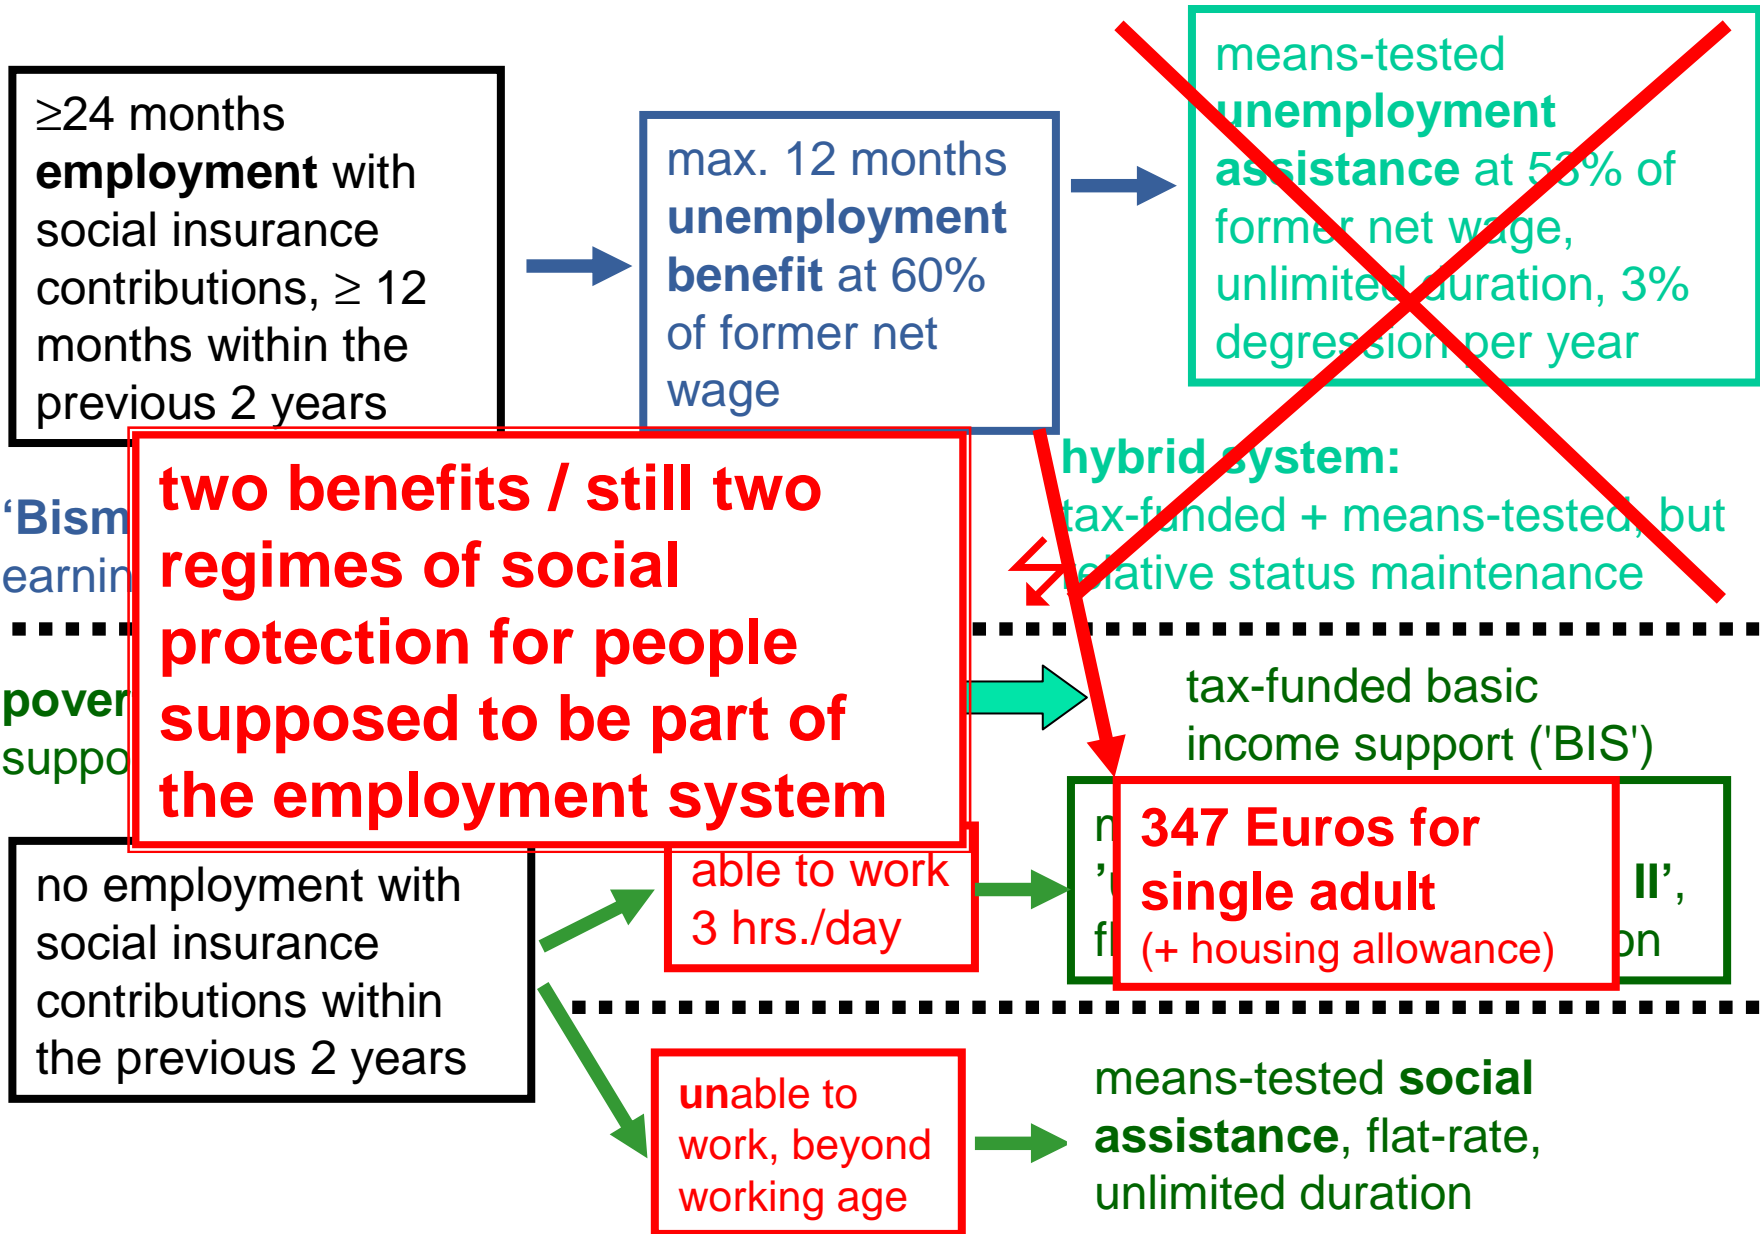 ≥24 months
employment with
social insurance
contributions, ≥ 12
months within the
previous 2 years
max. 12 months
unemployment
benefit at 60%
of former net
wage
means-tested
unemployment
assistance at 53% of
former net wage,
unlimited duration, 3%
degression per year
hybrid system:
tax-funded + means-tested, but
relative status maintenance
two benefits / still two
regimes of social
protection for people
supposed to be part of
the employment system
tax-funded basic
income support ('BIS')
347 Euros for
single adult
(+ housing allowance)
II’,
no employment with
social insurance
contributions within
the previous 2 years
able to work
3 hrs./day
unable to
work, beyond
working age
means-tested social
assistance, flat-rate,
unlimited duration